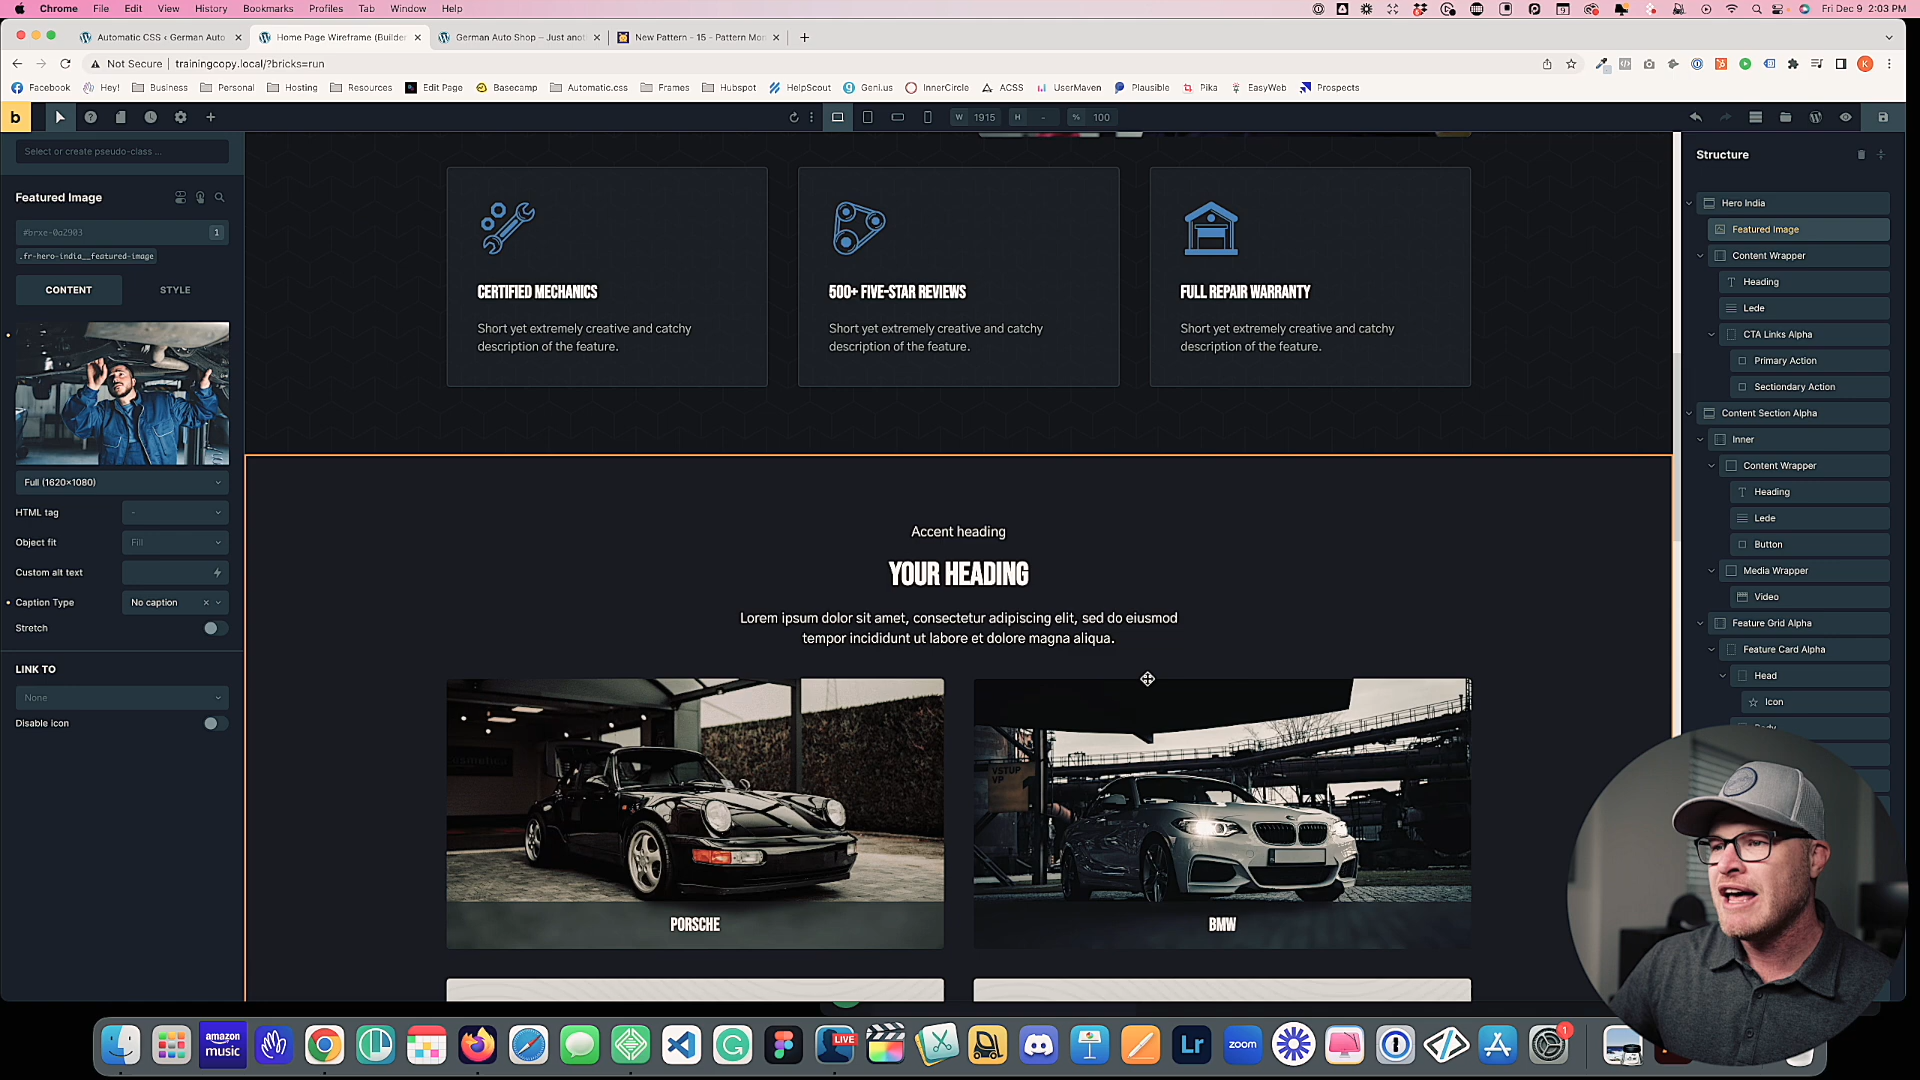 Chrome File Edit View History Bookmarks Profiles Tab Window Help
Fri Dec 9 2:03 PM
Automatic CSS ‹ German Auto
Home Page Wireframe (Builder
German Auto Shop – Just anot
New Pattern - 15 - Pattern Mon
Not Secure trainingcopy.local/?bricks=run
Facebook Hey! Business Personal Hosting Resources Edit Page Basecamp Automatic.css Frames Hubspot HelpScout Geni.us InnerCircle ACSS UserMaven Plausible Pika EasyWeb Prospects
b
W 1915 H - % 100
Select or create pseudo-class ...
Featured Image
#brxe-0a2903 1
.fr-hero-india__featured-image
CONTENT STYLE
Full (1620×1080)
HTML tag -
Object fit Fill
Custom alt text
Caption Type No caption
Stretch
LINK TO
None
Disable icon
CERTIFIED MECHANICS
Short yet extremely creative and catchy
description of the feature.
500+ FIVE-STAR REVIEWS
Short yet extremely creative and catchy
description of the feature.
FULL REPAIR WARRANTY
Short yet extremely creative and catchy
description of the feature.
Accent heading
YOUR HEADING
Lorem ipsum dolor sit amet, consectetur adipiscing elit, sed do eiusmod
tempor incididunt ut labore et dolore magna aliqua.
VSTUP
VP
PORSCHE
BMW
Structure
Hero India
Featured Image
Content Wrapper
Heading
Lede
CTA Links Alpha
Primary Action
Sectiondary Action
Content Section Alpha
Inner
Content Wrapper
Heading
Lede
Button
Media Wrapper
Video
Feature Grid Alpha
Feature Card Alpha
Head
Icon
amazon
music
LIVE
Lr
zoom
1